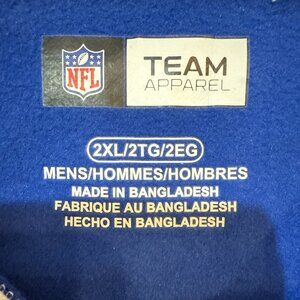 NFL
TEAM
APPAREL
2XL/2TG/2EG
MENS/HOMMES/HOMBRES
MADE IN BANGLADESH
FABRIQUE AU BANGLADESH
HECHO EN BANGLADESH